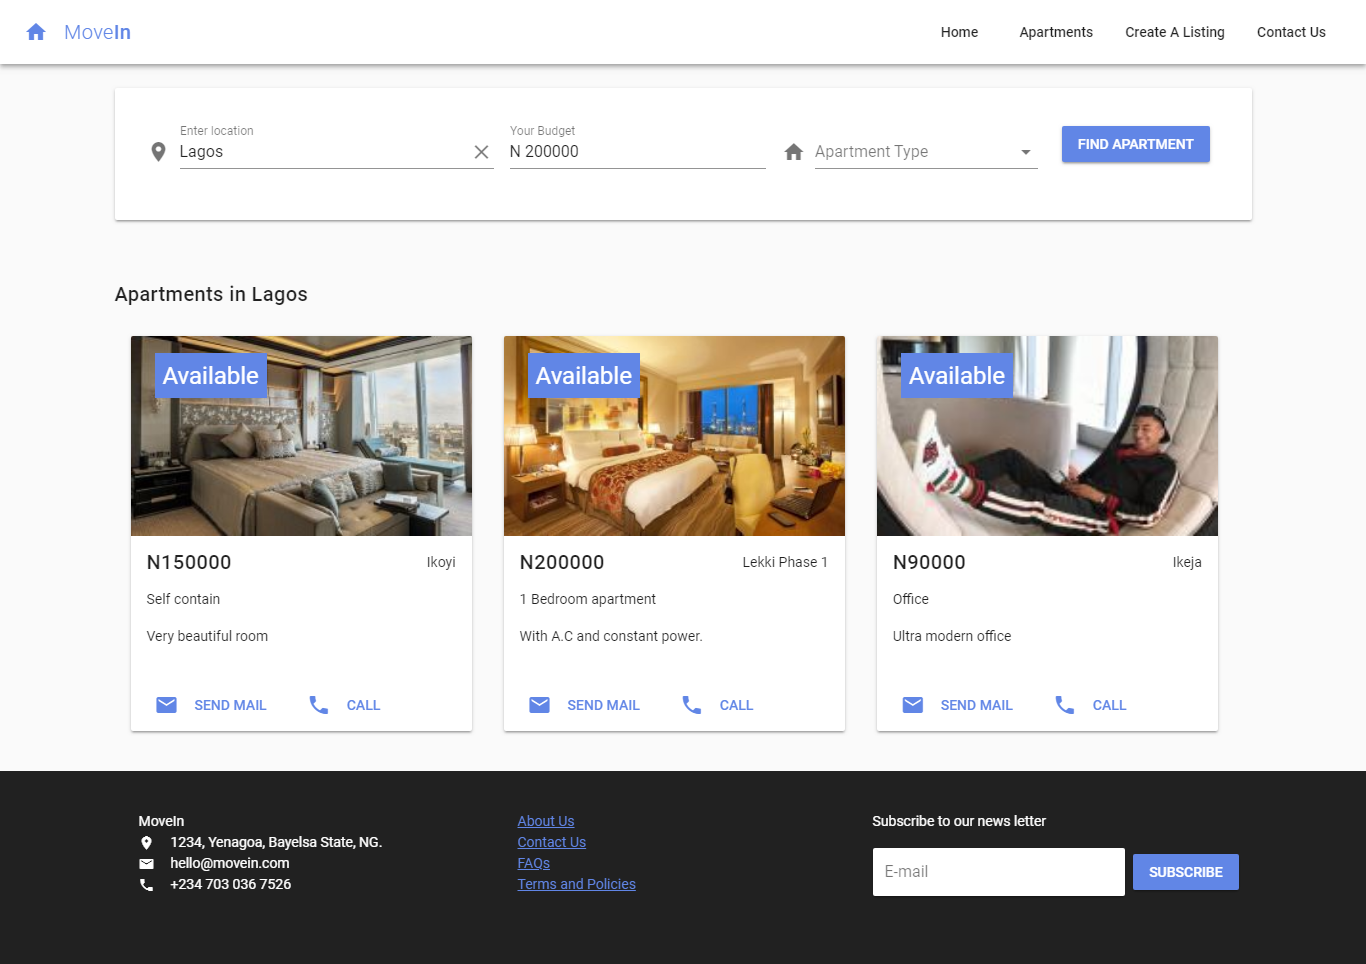 MoveIn
Home Apartments Create A Listing Contact Us
Enter location
Lagos
Your Budget
N 200000
Apartment Type
FIND APARTMENT
Apartments in Lagos
Available
N150000 Ikoyi
Self contain
Very beautiful room
SEND MAIL CALL
Available
N200000 Lekki Phase 1
1 Bedroom apartment
With A.C and constant power.
SEND MAIL CALL
Available
N90000 Ikeja
Office
Ultra modern office
SEND MAIL CALL
MoveIn
1234, Yenagoa, Bayelsa State, NG.
hello@movein.com
+234 703 036 7526
About Us
Contact Us
FAQs
Terms and Policies
Subscribe to our news letter
E-mail
SUBSCRIBE